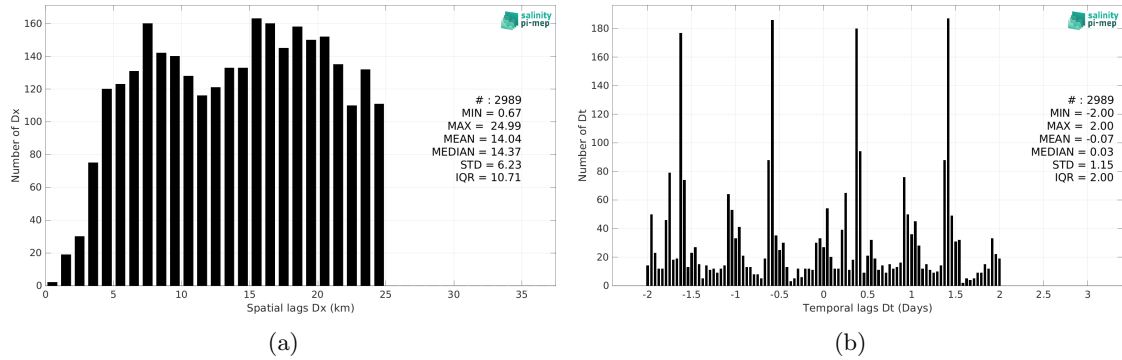 160
140
120
100
80
60
40
20
0
Number of Dx
0 5 10 15 20 25 30 35
Spatial lags Dx (km)
salinity
pi-mep
# : 2989
MIN = 0.67
MAX = 24.99
MEAN = 14.04
MEDIAN = 14.37
STD = 6.23
IQR = 10.71
(a)
180
160
140
120
100
80
60
40
20
0
Number of Dt
-2 -1.5 -1 -0.5 0 0.5 1 1.5 2 2.5 3
Temporal lags Dt (Days)
salinity
pi-mep
# : 2989
MIN = -2.00
MAX = 2.00
MEAN = -0.07
MEDIAN = 0.03
STD = 1.15
IQR = 2.00
(b)